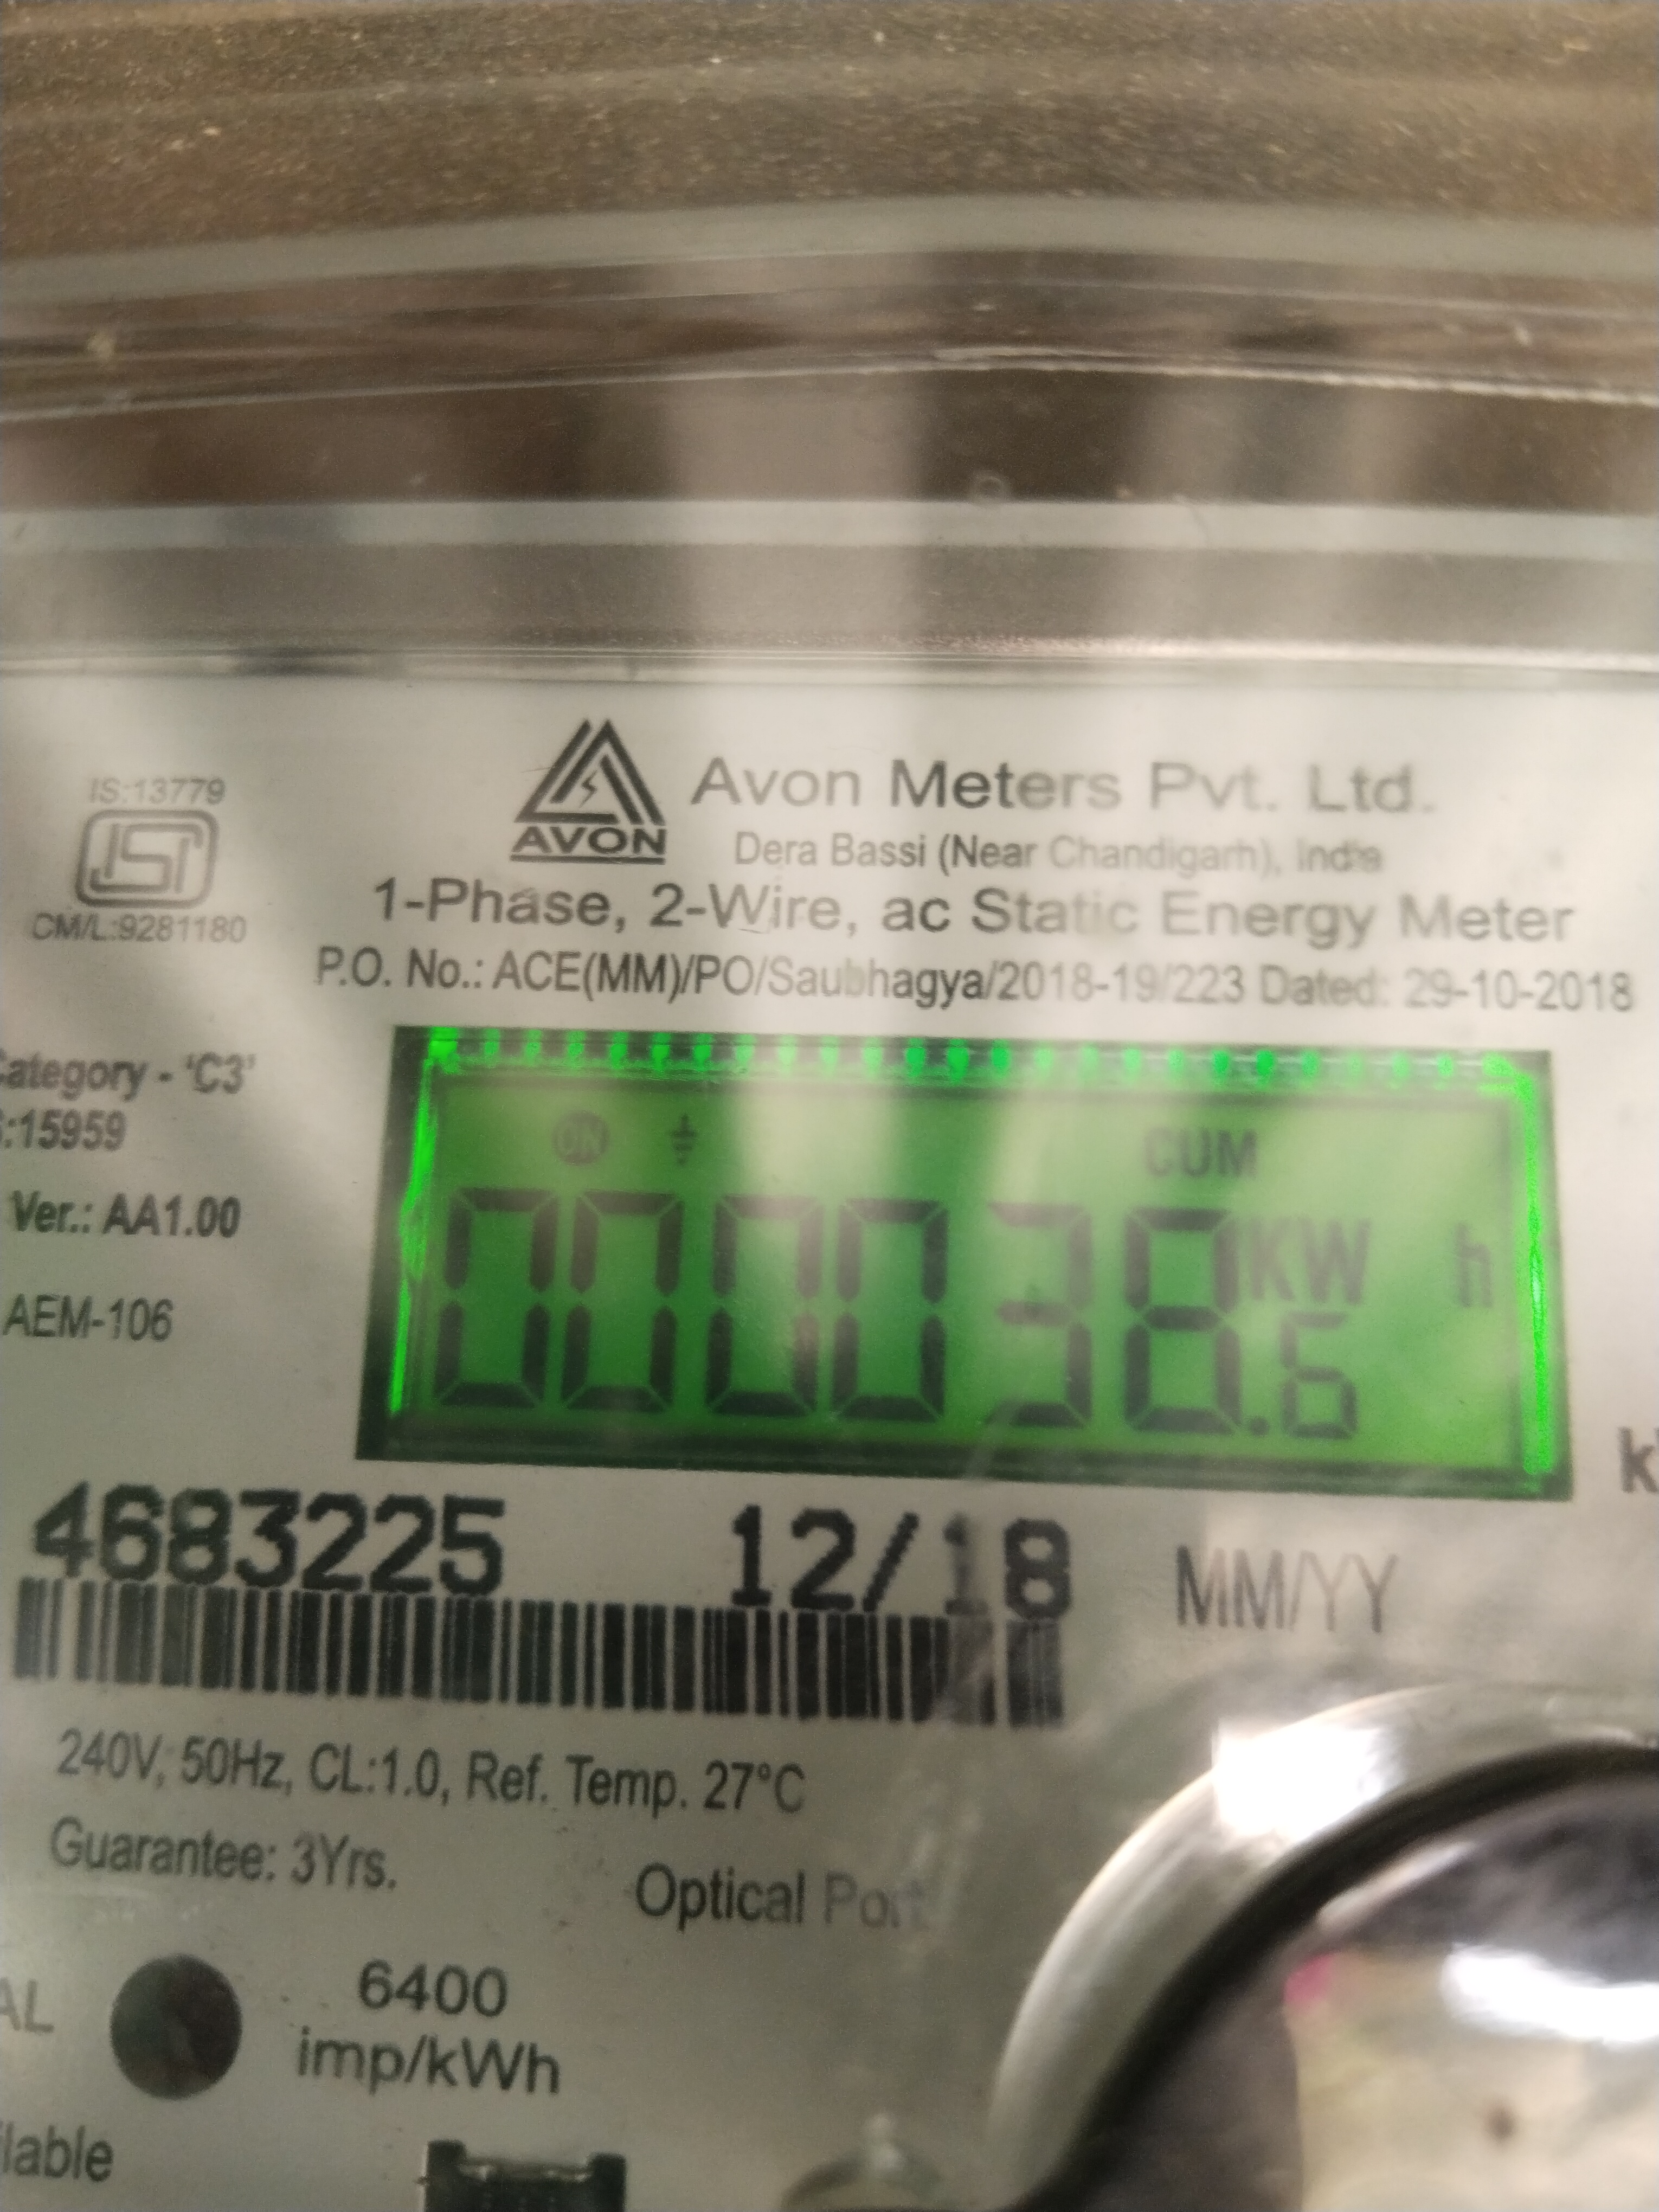 IS:13779
ISI
CM/L:9281180
AVON
Avon Meters Pvt. Ltd.
Dera Bassi (Near Chandigarh), India
1-Phase, 2-Wire, ac Static Energy Meter
P.O. No.: ACE(MM)/PO/Saubhagya/2018-19/223 Dated: 29-10-2018
Category - 'C3'
:15959
Ver.: AA1.00
AEM-106
ON CUM
000038.6 KW h
k
4683225 12/18 MM/YY
240V, 50Hz, CL:1.0, Ref. Temp. 27°C
Guarantee: 3Yrs.
Optical Port
AL
6400
imp/kWh
ilable